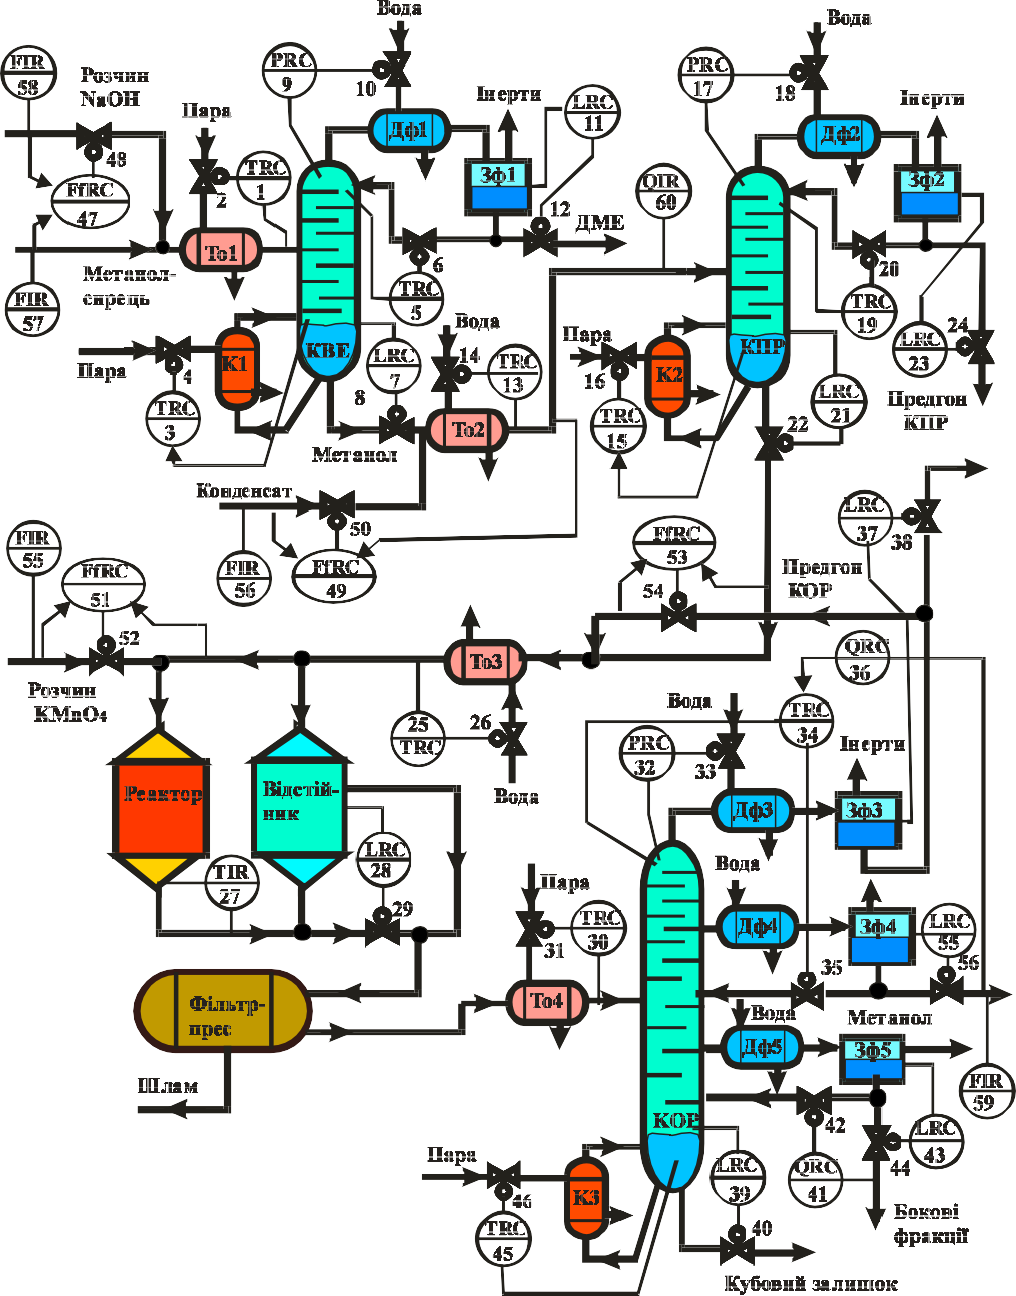 Вода
FIR
58
Розчин
NaOH
PRC
9
10
Інерти
LRC
11
PRC
17
18
Вода
Інерти
Пара
48
TRC
1
2
Дф1
Зф1
Дф2
Зф2
FfRC
47
QIR
60
12
ДМЕ
То1
6
20
Метанол-
сирець
FIR
57
TRC
5
TRC
19
Вода
24
Пара
4
К1
КВЕ
LRC
7
14
TRC
13
Пара
16
К2
КПР
LRC
23
TRC
3
8
Метанол
То2
TRC
15
LRC
21
22
Предгон
КПР
Конденсат
50
LRC
37
38
FIR
55
FfRC
51
FIR
56
FfRC
49
FfRC
53
54
Предгон
КОР
52
То3
QRC
36
Розчин
KMnO4
25
TRC
26
Вода
Вода
TRC
34
PRC
32
33
Інерти
Реактор
Відстій-
ник
Вода
Дф3
Зф3
LRC
28
TIR
27
29
Пара
31
TRC
30
Вода
Дф4
Зф4
LRC
55
56
35
Фільтр-
прес
То4
Метанол
Вода
Дф5
Зф5
Шлам
FIR
59
КОР
42
LRC
43
44
Пара
46
К3
LRC
39
QRC
41
TRC
45
40
Бокові
фракції
Кубовий залишок